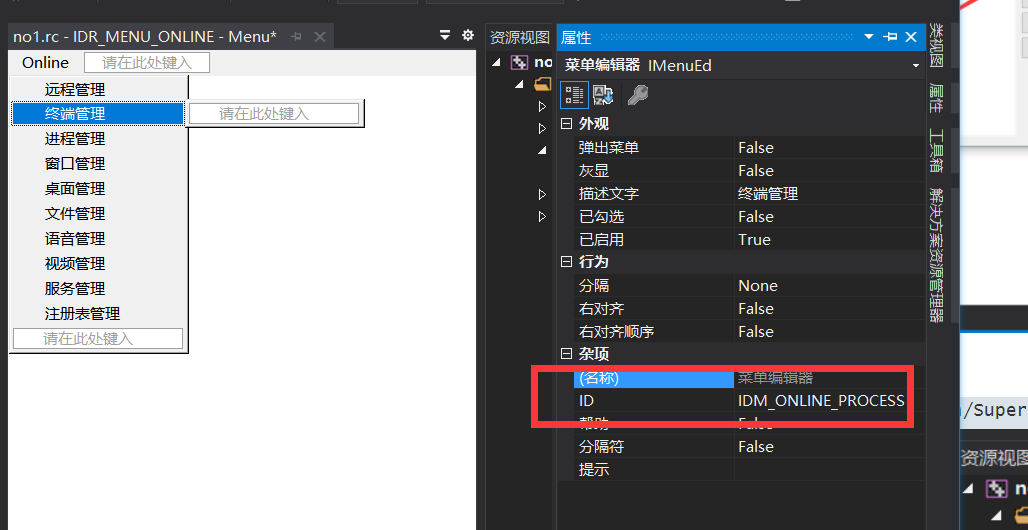 no1.rc - IDR_MENU_ONLINE - Menu*
Online 请在此处键入
远程管理
终端管理 请在此处键入
进程管理
窗口管理
桌面管理
文件管理
语音管理
视频管理
服务管理
注册表管理
请在此处键入
资源视图
no
属性
菜单编辑器 IMenuEd
外观
弹出菜单 False
灰显 False
描述文字 终端管理
已勾选 False
已启用 True
行为
分隔 None
右对齐 False
右对齐顺序 False
杂项
(名称) 菜单编辑器
ID IDM_ONLINE_PROCESS
帮助 False
分隔符 False
提示
类视图
属性
工具箱
解决方案资源管理器
/Super
资源视图
n